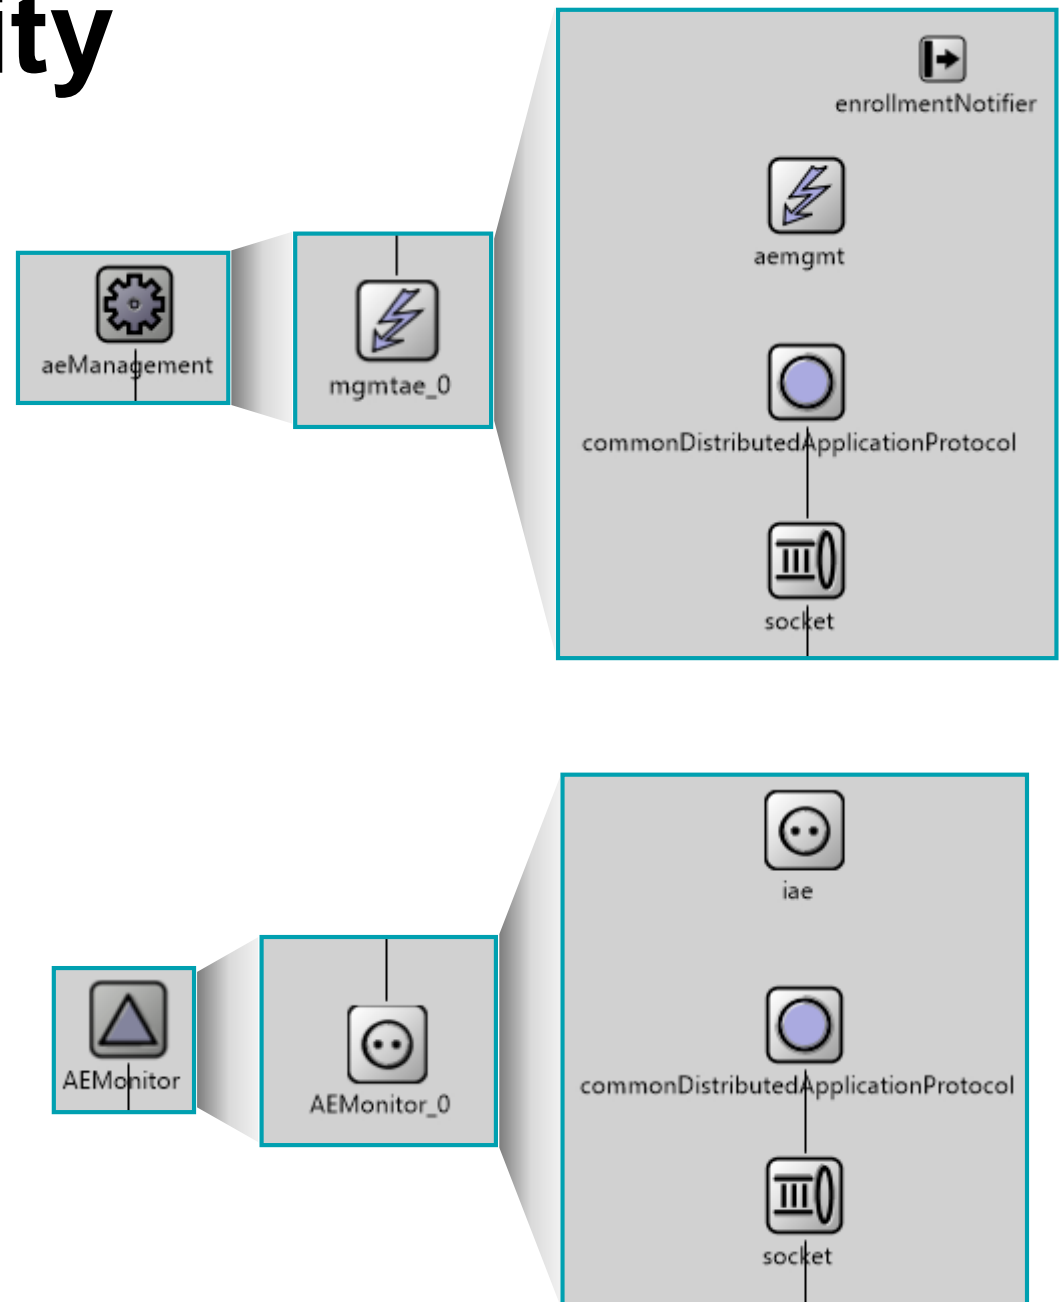 ity
enrollmentNotifier
aemgmt
aeManagement
mgmtae_0
commonDistributedApplicationProtocol
socket
iae
AEMonitor
AEMonitor_0
commonDistributedApplicationProtocol
socket